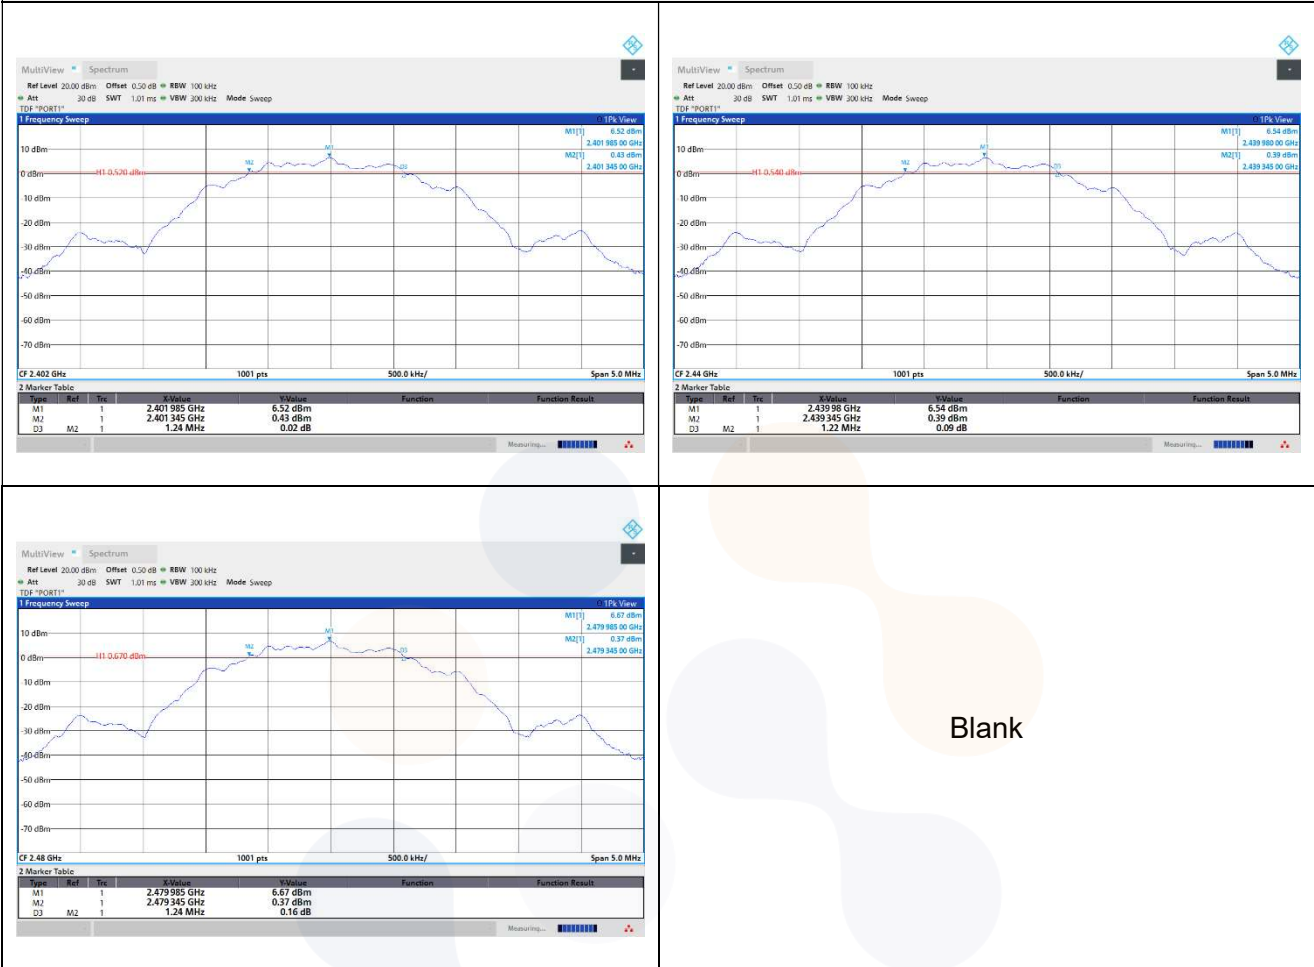 MultiView Spectrum
Ref Level 20.00 dBm Offset 0.50 dB RBW 100 kHz
Att 30 dB SWT 1.01 ms VBW 300 kHz Mode Sweep
TDF "PORT1"
1 Frequency Sweep 1Pk View
M1[1] 6.52 dBm
2.401 985 00 GHz
M2[1] 0.43 dBm
2.401 345 00 GHz
10 dBm
M1
M2
D3
0 dBm
H1 0.520 dBm
-10 dBm
-20 dBm
-30 dBm
-40 dBm
-50 dBm
-60 dBm
-70 dBm
CF 2.402 GHz 1001 pts 500.0 kHz/ Span 5.0 MHz
2 Marker Table
Type Ref Trc X-Value Y-Value Function Function Result
M1 1 2.401 985 GHz 6.52 dBm
M2 1 2.401 345 GHz 0.43 dBm
D3 M2 1 1.24 MHz 0.02 dB
Measuring...
MultiView Spectrum
Ref Level 20.00 dBm Offset 0.50 dB RBW 100 kHz
Att 30 dB SWT 1.01 ms VBW 300 kHz Mode Sweep
TDF "PORT1"
1 Frequency Sweep 1Pk View
M1[1] 6.54 dBm
2.439 980 00 GHz
M2[1] 0.39 dBm
2.439 345 00 GHz
10 dBm
M1
M2
D3
0 dBm
H1 0.540 dBm
-10 dBm
-20 dBm
-30 dBm
-40 dBm
-50 dBm
-60 dBm
-70 dBm
CF 2.44 GHz 1001 pts 500.0 kHz/ Span 5.0 MHz
2 Marker Table
Type Ref Trc X-Value Y-Value Function Function Result
M1 1 2.439 98 GHz 6.54 dBm
M2 1 2.439 345 GHz 0.39 dBm
D3 M2 1 1.22 MHz 0.09 dB
Measuring...
MultiView Spectrum
Ref Level 20.00 dBm Offset 0.50 dB RBW 100 kHz
Att 30 dB SWT 1.01 ms VBW 300 kHz Mode Sweep
TDF "PORT1"
1 Frequency Sweep 1Pk View
M1[1] 6.67 dBm
2.479 985 00 GHz
M2[1] 0.37 dBm
2.479 345 00 GHz
10 dBm
M1
M2
D3
0 dBm
H1 0.670 dBm
-10 dBm
-20 dBm
-30 dBm
-40 dBm
-50 dBm
-60 dBm
-70 dBm
CF 2.48 GHz 1001 pts 500.0 kHz/ Span 5.0 MHz
2 Marker Table
Type Ref Trc X-Value Y-Value Function Function Result
M1 1 2.479 985 GHz 6.67 dBm
M2 1 2.479 345 GHz 0.37 dBm
D3 M2 1 1.24 MHz 0.16 dB
Measuring...
Blank